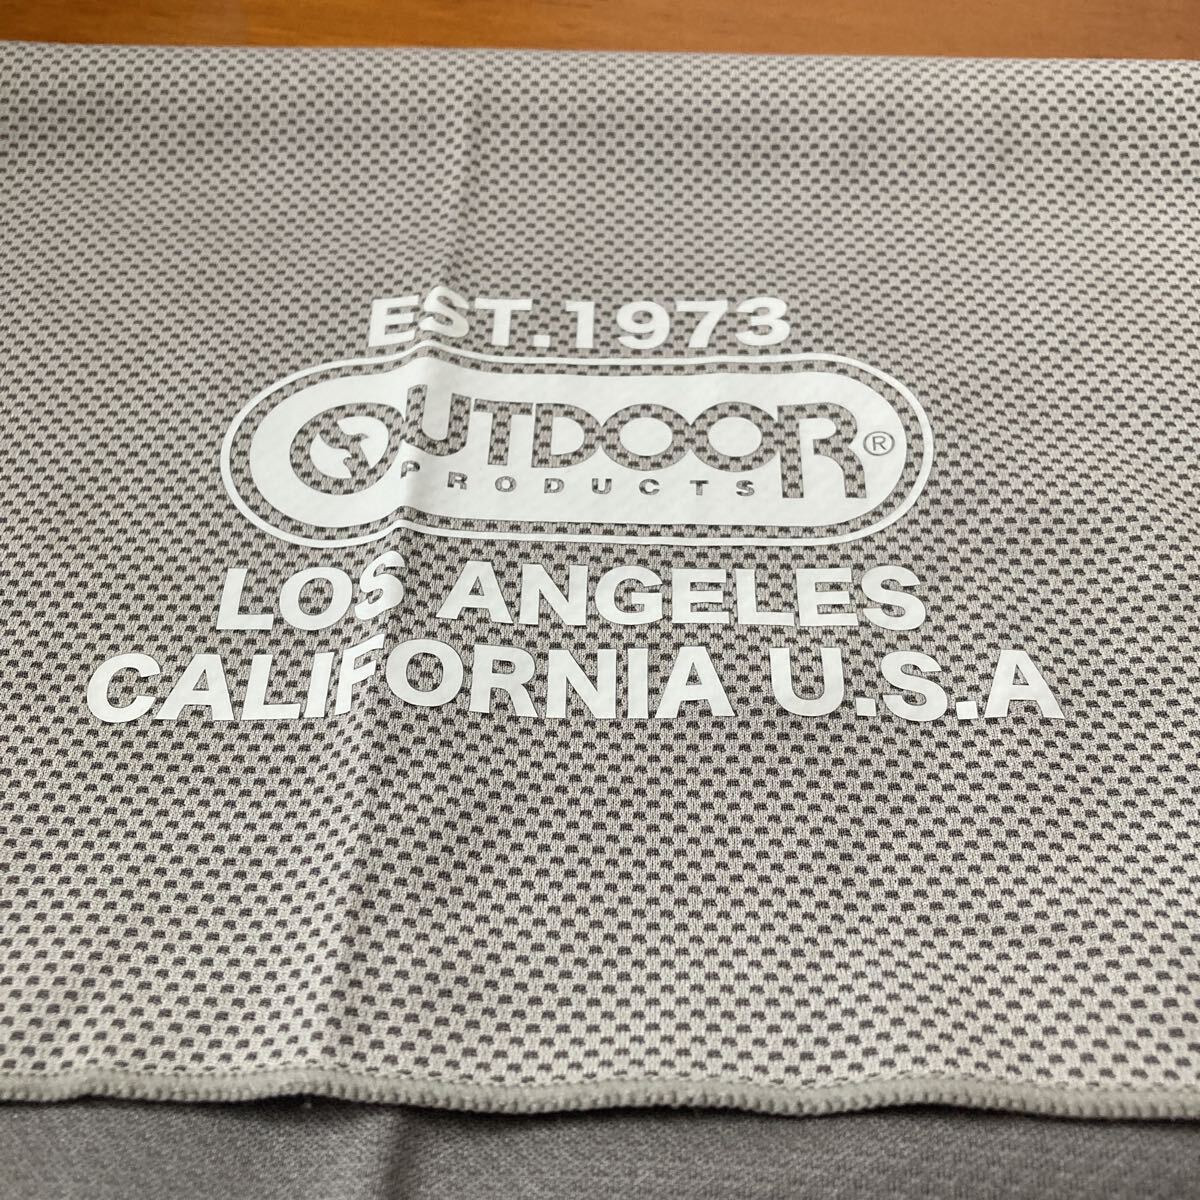 EST.1973
OUTDOOR®
PRODUCTS
LOS ANGELES
CALIFORNIA U.S.A